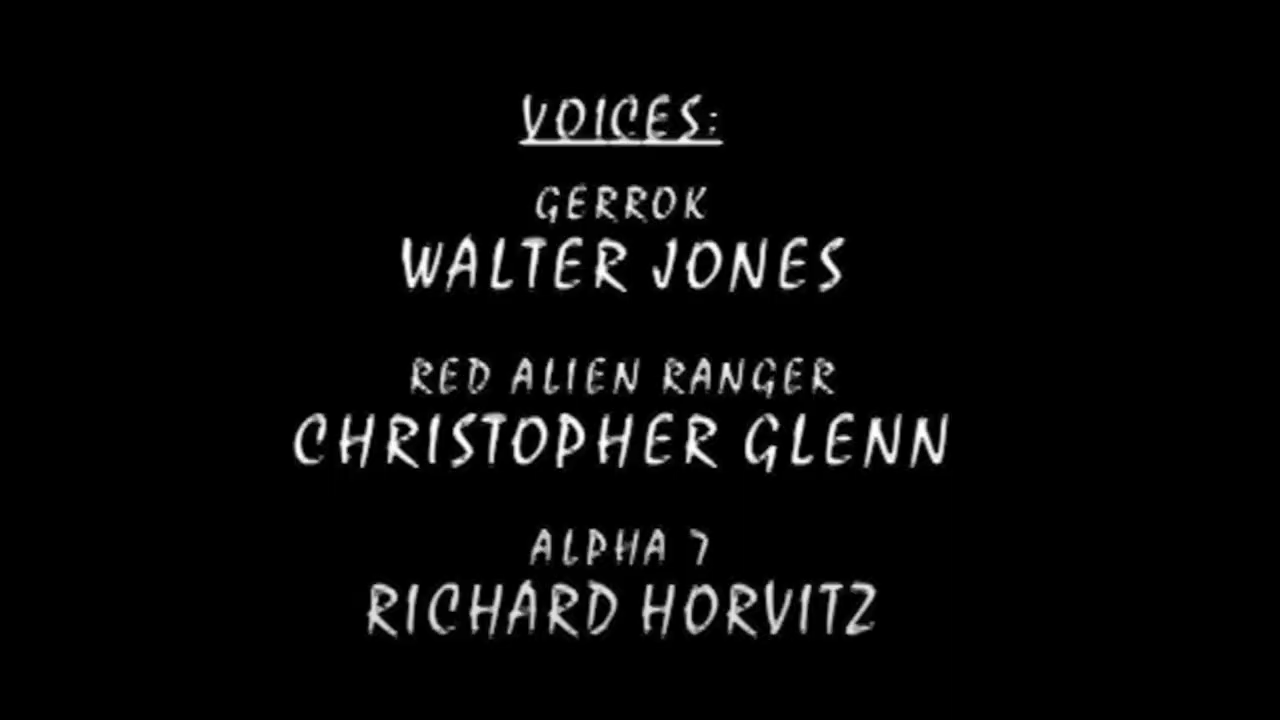 VOICES:
GERROK
WALTER JONES
RED ALIEN RANGER
CHRISTOPHER GLENN
ALPHA 7
RICHARD HORVITZ